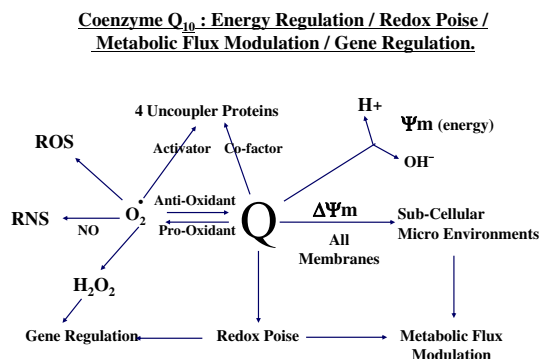 Coenzyme Q10 : Energy Regulation / Redox Poise /
Metabolic Flux Modulation / Gene Regulation.
4 Uncoupler Proteins
H+
Ψm (energy)
ROS
Activator
Co-factor
OH⁻
Anti-Oxidant
RNS
NO
O2•
Pro-Oxidant
Q
ΔΨm
All
Membranes
Sub-Cellular
Micro Environments
H2O2
Gene Regulation
Redox Poise
Metabolic Flux
Modulation